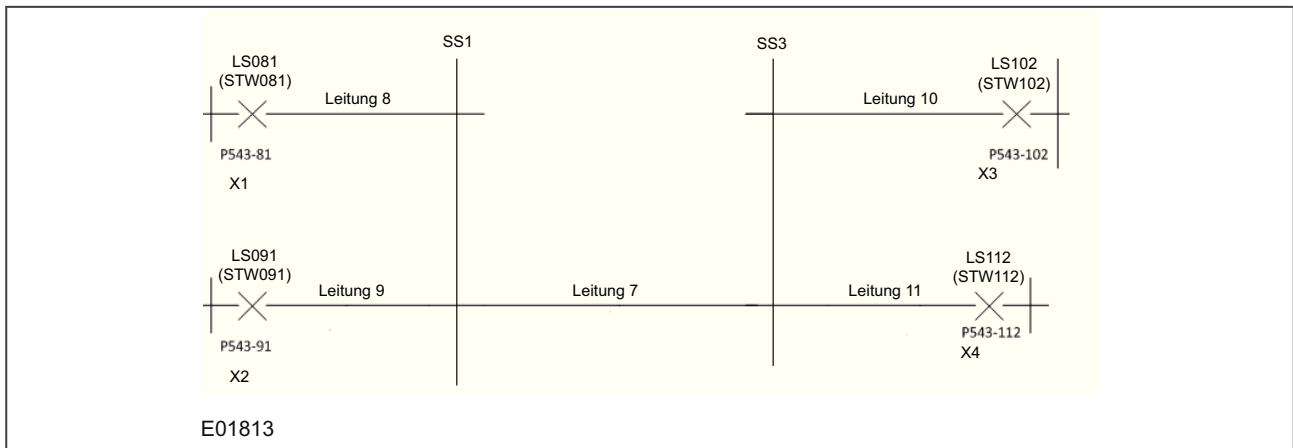 SS1
SS3
LS081
(STW081)
Leitung 8
P543-81
X1
Leitung 10
LS102
(STW102)
P543-102
X3
LS091
(STW091)
Leitung 9
P543-91
X2
Leitung 7
Leitung 11
LS112
(STW112)
P543-112
X4
E01813